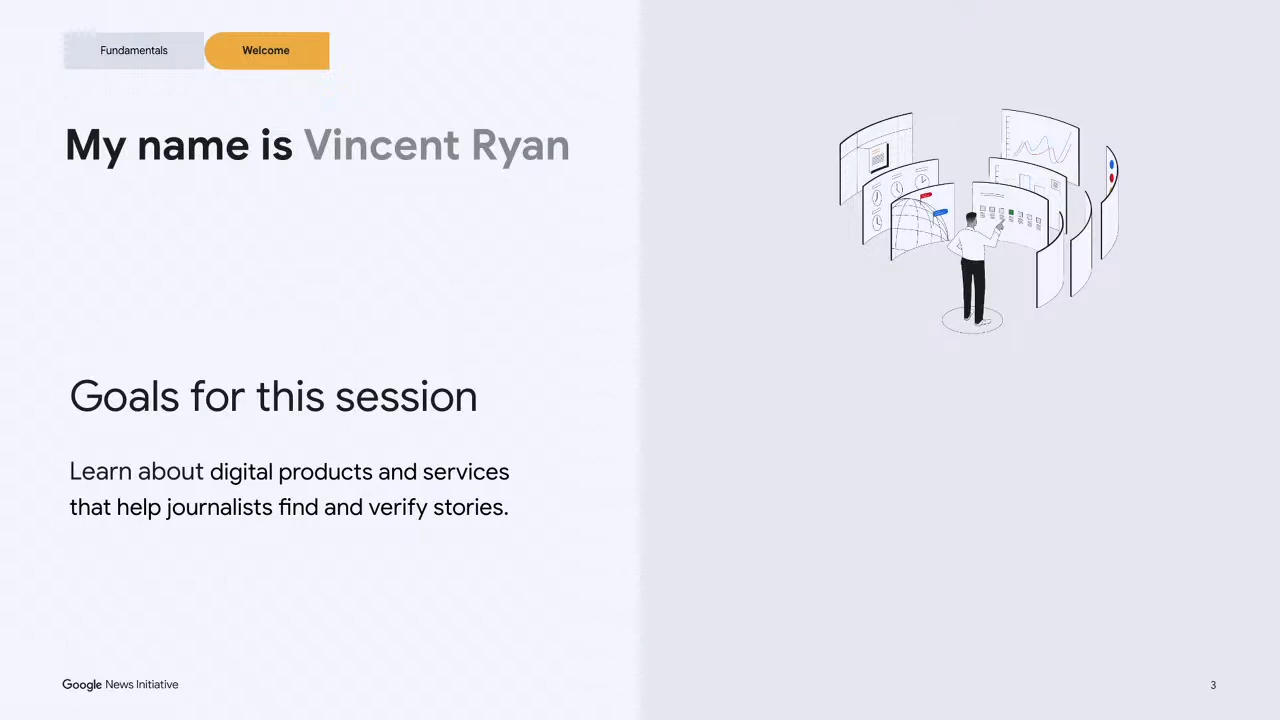 Fundamentals
Welcome
My name is Vincent Ryan
Goals for this session
Learn about digital products and services
that help journalists find and verify stories.
Google News Initiative
3